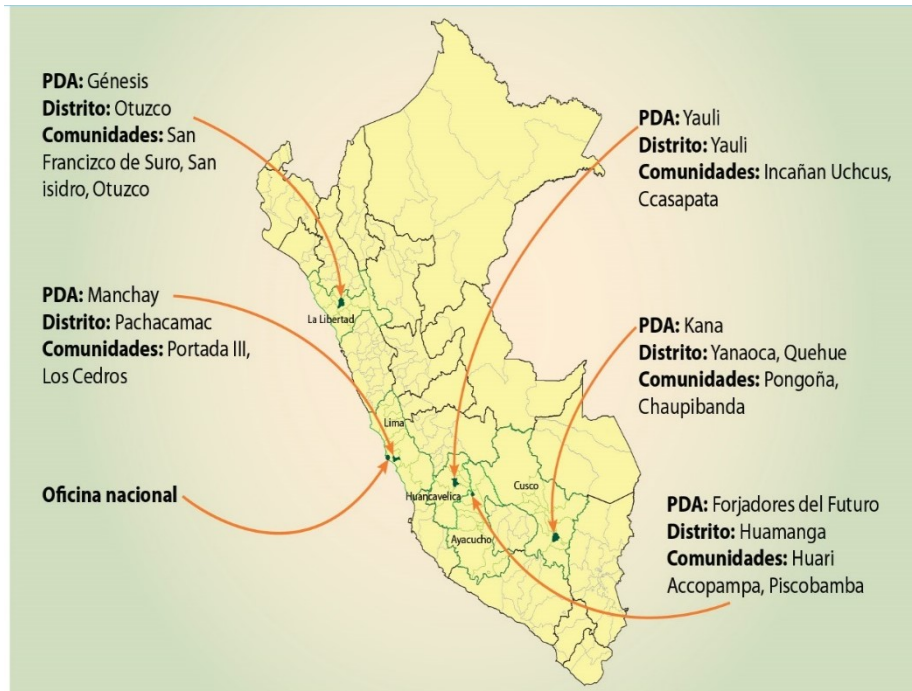 PDA: Génesis
Distrito: Otuzco
Comunidades: San
Francizco de Suro, San
isidro, Otuzco
PDA: Manchay
Distrito: Pachacamac
Comunidades: Portada III,
Los Cedros
Oficina nacional
La Libertad
Lima
Huancavelica
Ayacucho
Cusco
PDA: Yauli
Distrito: Yauli
Comunidades: Incañan Uchcus,
Ccasapata
PDA: Kana
Distrito: Yanaoca, Quehue
Comunidades: Pongoña,
Chaupibanda
PDA: Forjadores del Futuro
Distrito: Huamanga
Comunidades: Huari
Accopampa, Piscobamba